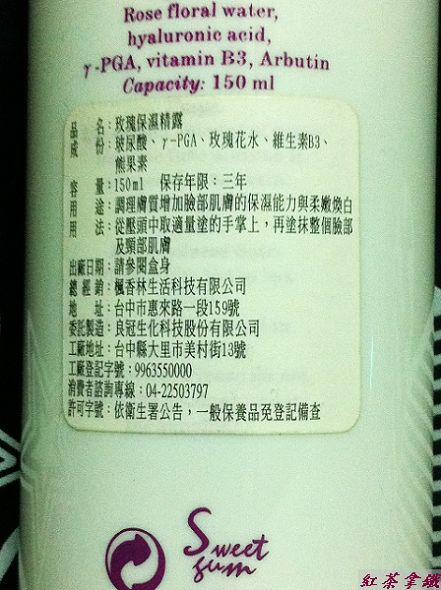 Rose floral water,
hyaluronic acid,
γ-PGA, vitamin B3, Arbutin
Capacity: 150 ml
品　　名：玫瑰保濕精露
成　　份：玻尿酸、γ-PGA、玫瑰花水、維生素B3、
熊果素
容　　量：150ml　保存年限：三年
用　　途：調理膚質增加臉部肌膚的保濕能力與柔嫩煥白
用　　法：從壓頭中取適量塗的手掌上，再塗抹整個臉部
及頸部肌膚
出廠日期：請參閱盒身
總 經 銷：楓香林生活科技有限公司
地　　址：台中市惠來路一段159號
委託製造：良冠生化科技股份有限公司
工廠地址：台中縣大里市美村街13號
工廠登記字號：9963550000
消費者諮詢專線：04-22503797
許可字號：依衛生署公告，一般保養品免登記備查
Sweet
gum
紅茶拿鐵